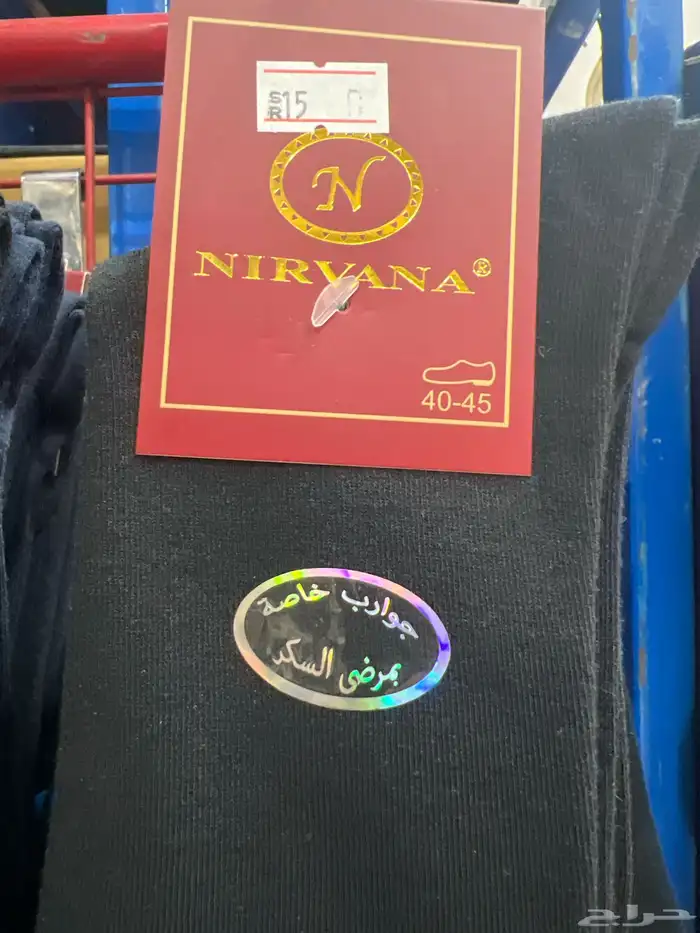 SR15
N
NIRVANA®
40-45
جوارب خاصة
بمرضى السكر
حراج